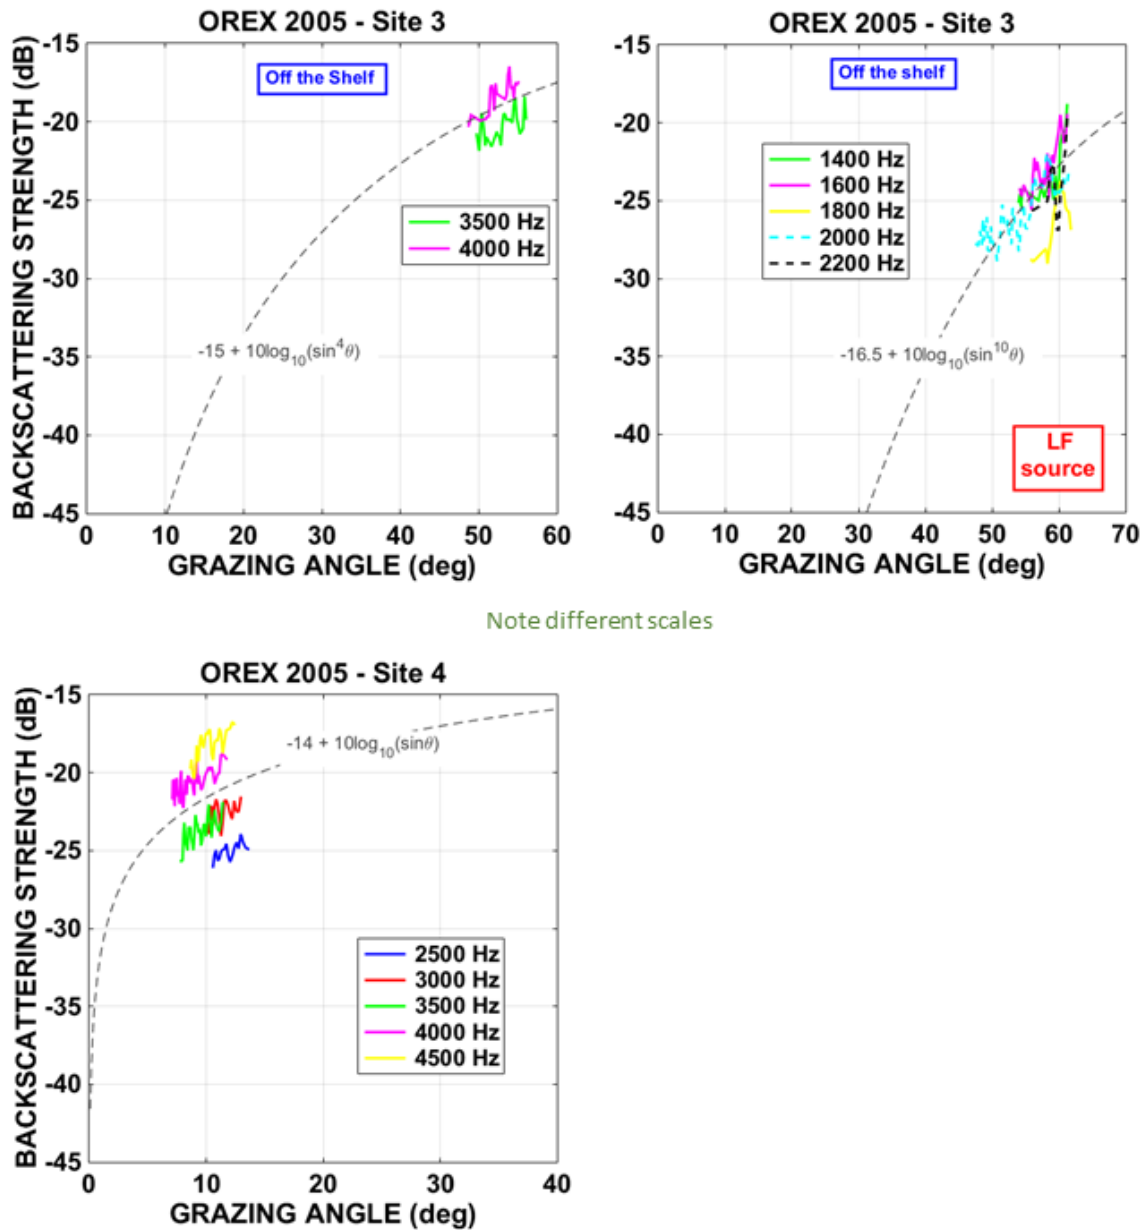 OREX 2005 - Site 3
BACKSCATTERING STRENGTH (dB)
-15
-20
-25
-30
-35
-40
-45
Off the Shelf
3500 Hz
4000 Hz
-15 + 10log₁₀(sin⁴θ)
0
10
20
30
40
50
60
GRAZING ANGLE (deg)
OREX 2005 - Site 3
-15
-20
-25
-30
-35
-40
-45
Off the shelf
1400 Hz
1600 Hz
1800 Hz
2000 Hz
2200 Hz
-16.5 + 10log₁₀(sin¹⁰θ)
LF
source
0
10
20
30
40
50
60
70
GRAZING ANGLE (deg)
Note different scales
OREX 2005 - Site 4
BACKSCATTERING STRENGTH (dB)
-15
-20
-25
-30
-35
-40
-45
-14 + 10log₁₀(sinθ)
2500 Hz
3000 Hz
3500 Hz
4000 Hz
4500 Hz
0
10
20
30
40
GRAZING ANGLE (deg)